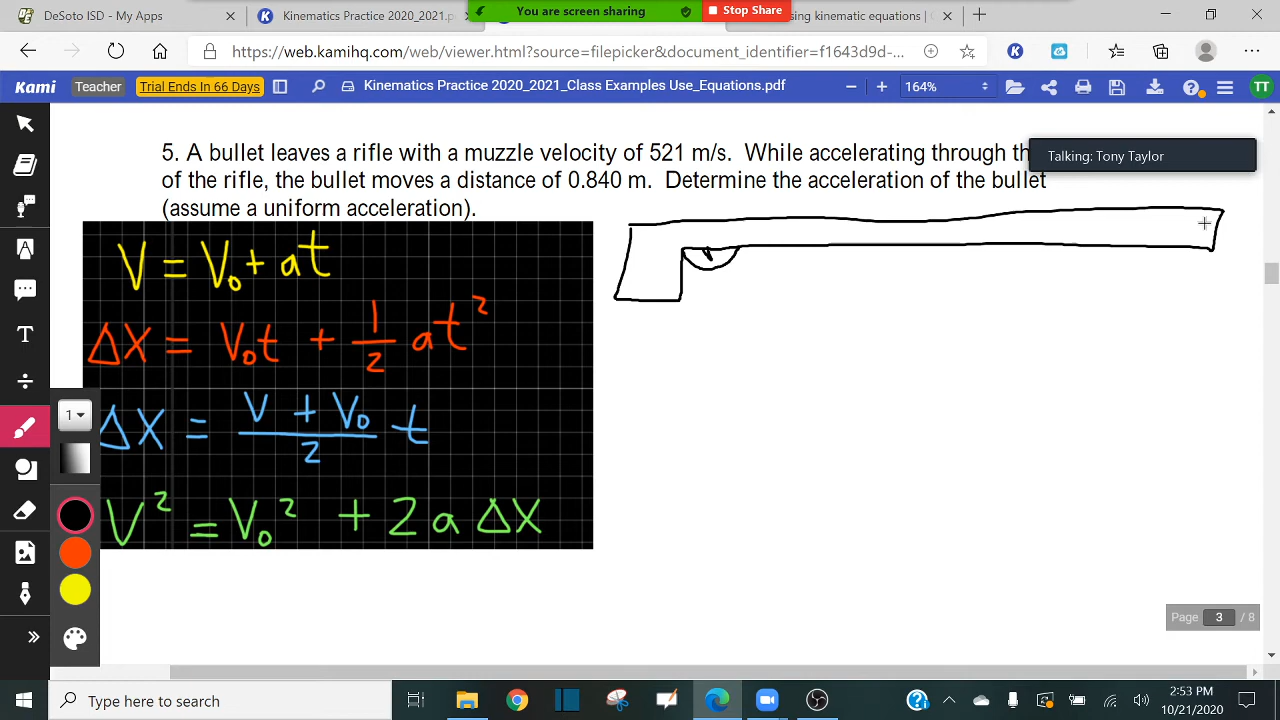 Desmos - My Apps
Practice 2020_2021.p
You are screen sharing
Stop Share
sing kinematic equations | C
https://web.kamihq.com/web/viewer.html?source=filepicker&document_identifier=f1643d9d-...
Kami Teacher Trial Ends In 66 Days Kinematics Practice 2020_2021_Class Examples Use_Equations.pdf 164% TT
5. A bullet leaves a rifle with a muzzle velocity of 521 m/s. While accelerating through
Talking: Tony Taylor
of the rifle, the bullet moves a distance of 0.840 m. Determine the acceleration of the bullet
(assume a uniform acceleration).
V = V₀ + at
ΔX = V₀t + 1/2 at²
ΔX = (V + V₀)/2 t
V² = V₀² + 2aΔX
1
Page 3 / 8
Type here to search
2:53 PM
10/21/2020